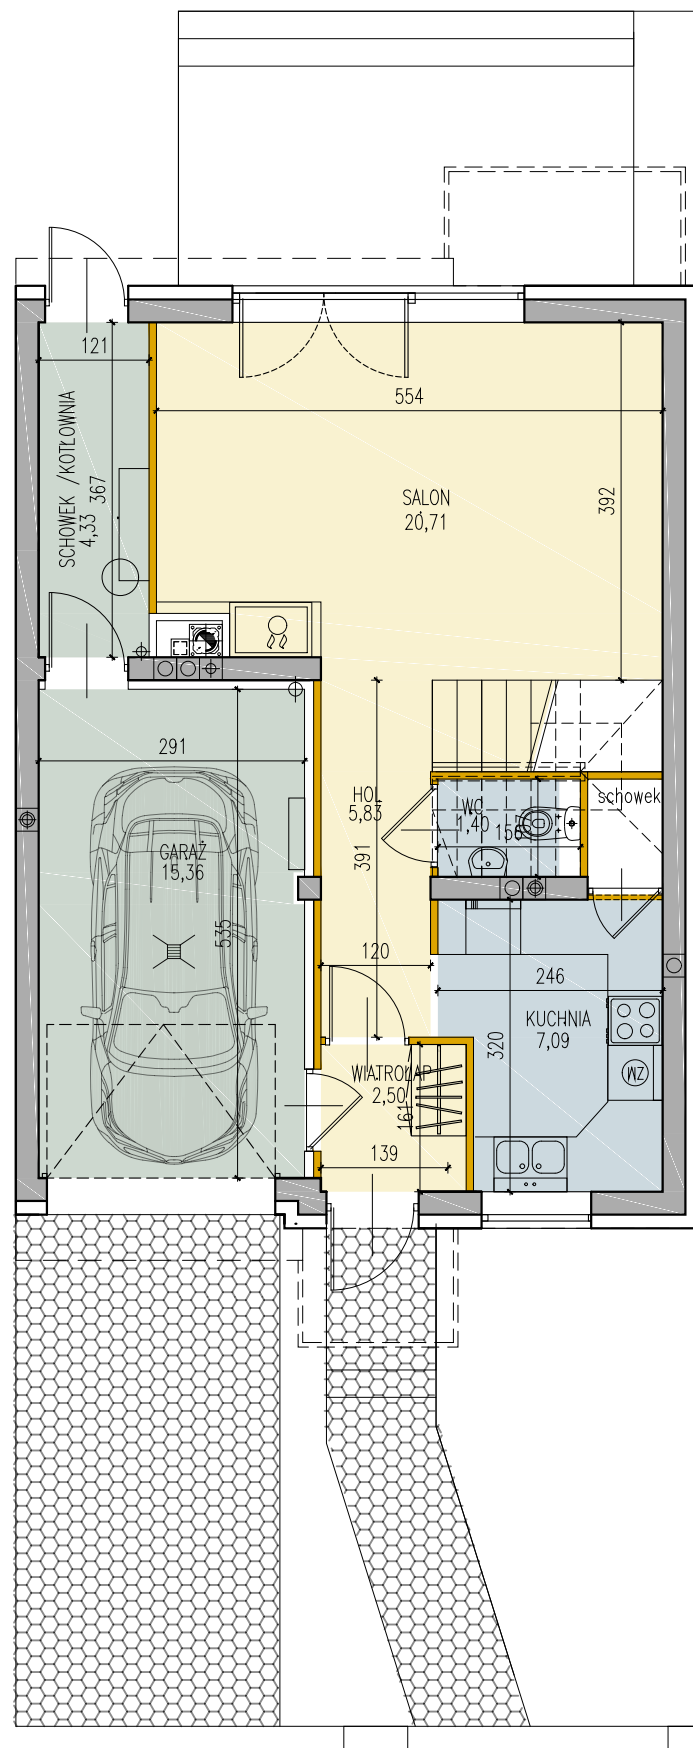 121
554
SCHOWEK /KOTŁOWNIA
4,33
367
SALON
20,71
392
291
HOL
5,83
WC
1,40
156
schowek
GARAŻ
15,36
391
535
120
246
KUCHNIA
7,09
320
WIATROŁAP
2,50
161
ZM
139